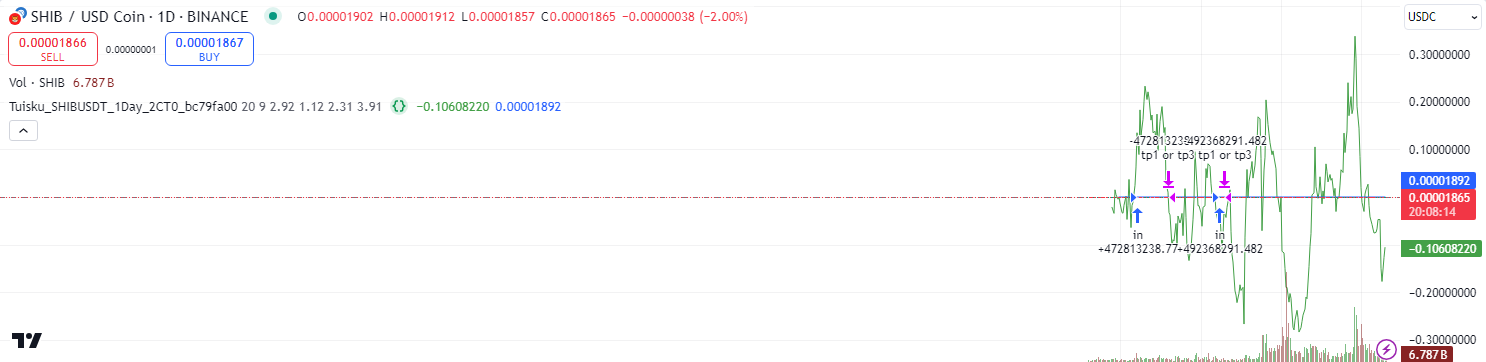 SHIB / USD Coin · 1D · BINANCE O0.00001902 H0.00001912 L0.00001857 C0.00001865 −0.00000038 (−2.00%)
USDC
0.00001866
SELL
0.00000001
0.00001867
BUY
Vol · SHIB 6.787 B
Tuisku_SHIBUSDT_1Day_2CT0_bc79fa00 20 9 2.92 1.12 2.31 3.91 {} −0.10608220 0.00001892
0.30000000
0.20000000
0.10000000
492368291.482
tp1 or tp3 tp1 or tp3
0.00001892
0.00001865
20:08:14
in in
+472813238.77 +492368291.482
−0.10608220
−0.20000000
−0.30000000
6.787 B